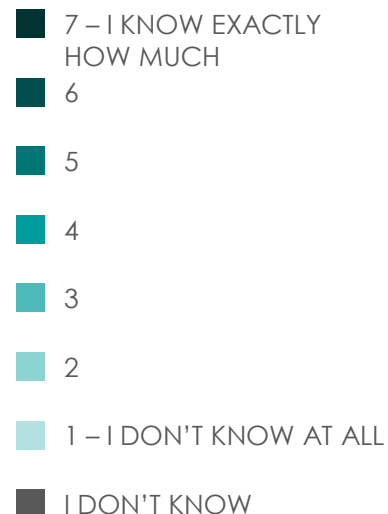 7 – I KNOW EXACTLY
HOW MUCH
6
5
4
3
2
1 – I DON'T KNOW AT ALL
I DON'T KNOW